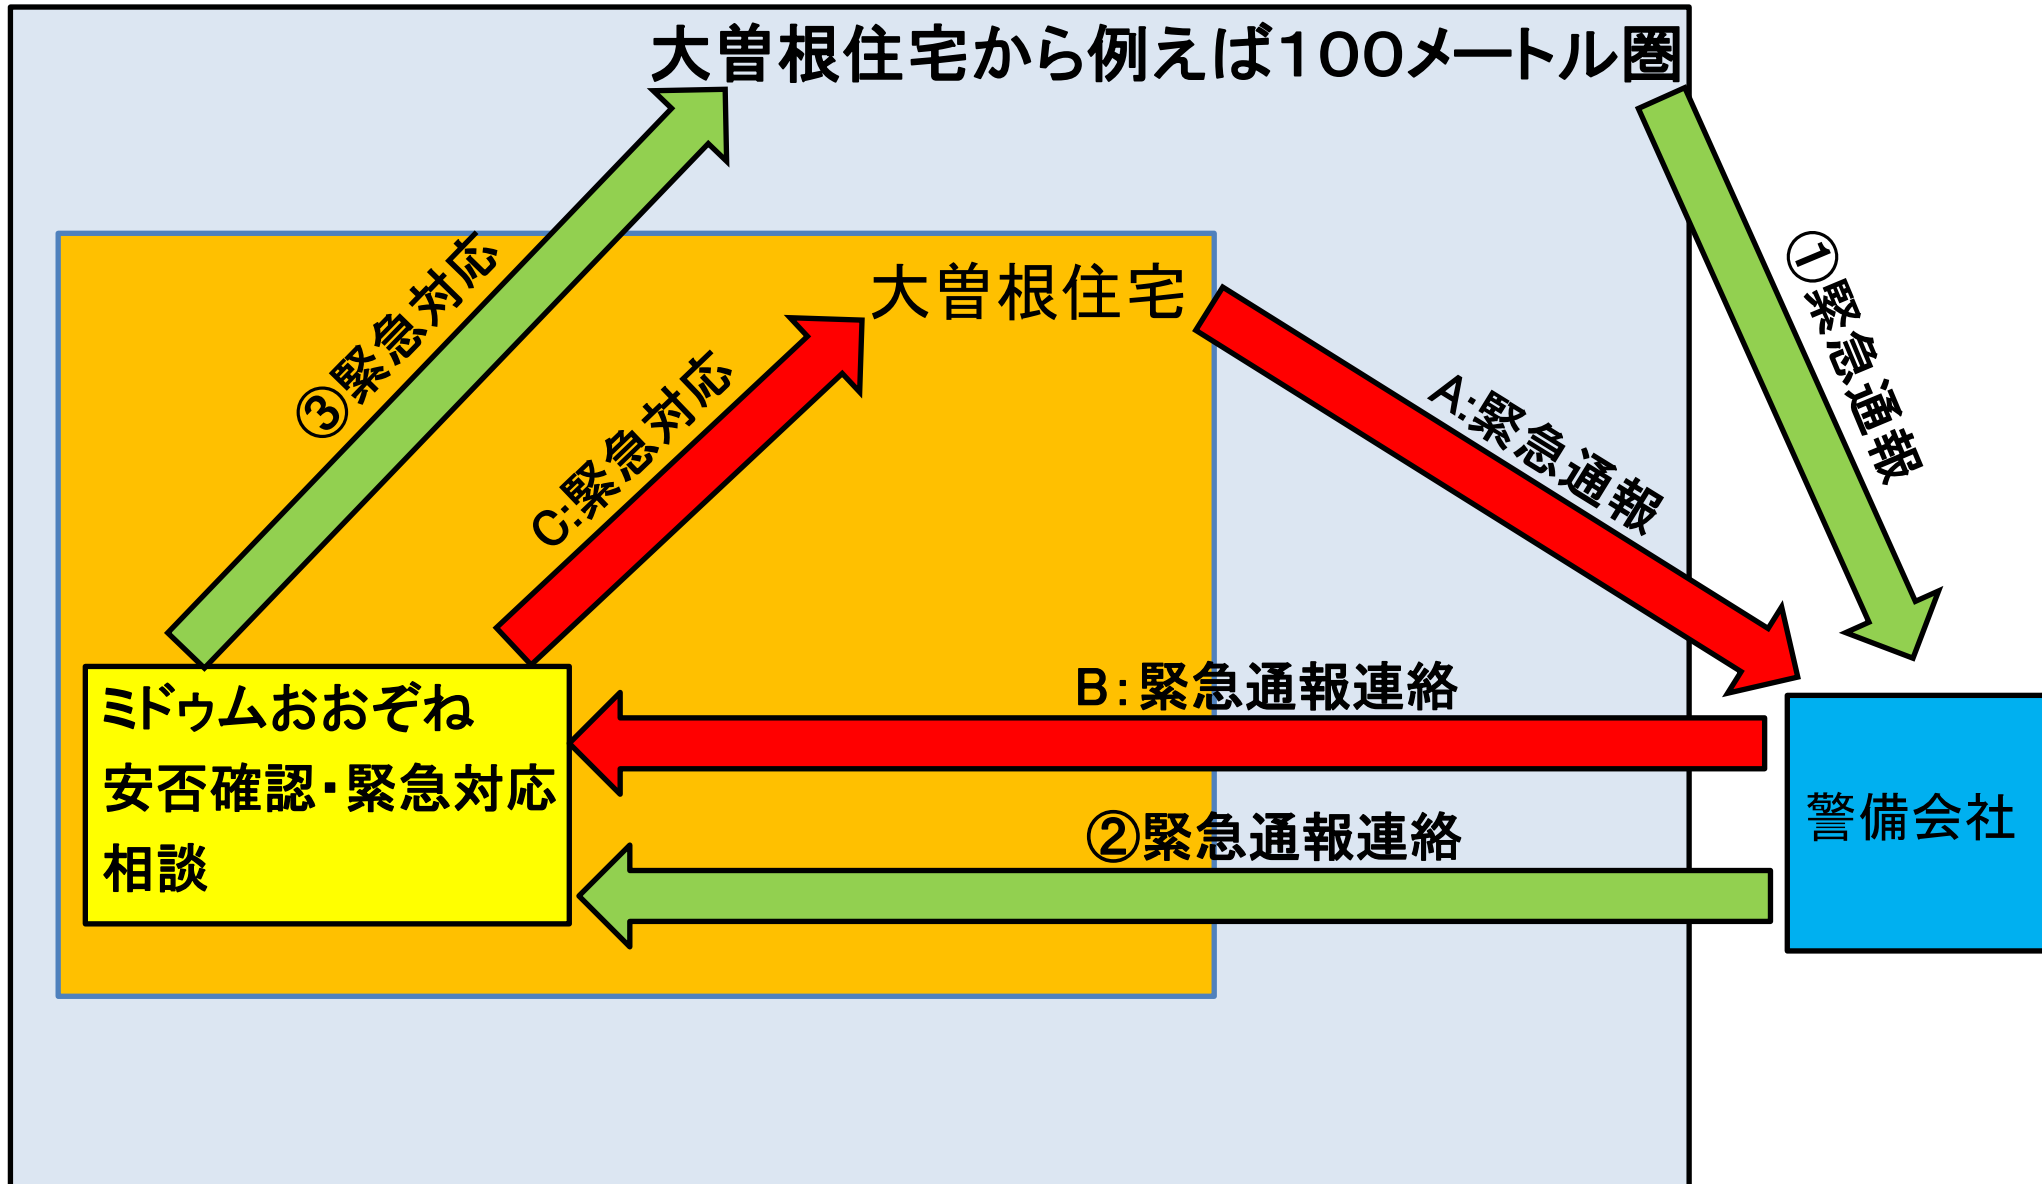 大曽根住宅から例えば100メートル圏
①緊急通報
③緊急対応
大曽根住宅
C:緊急対応
A:緊急通報
B:緊急通報連絡
ミドゥムおおぞね
安否確認・緊急対応
相談
②緊急通報連絡
警備会社